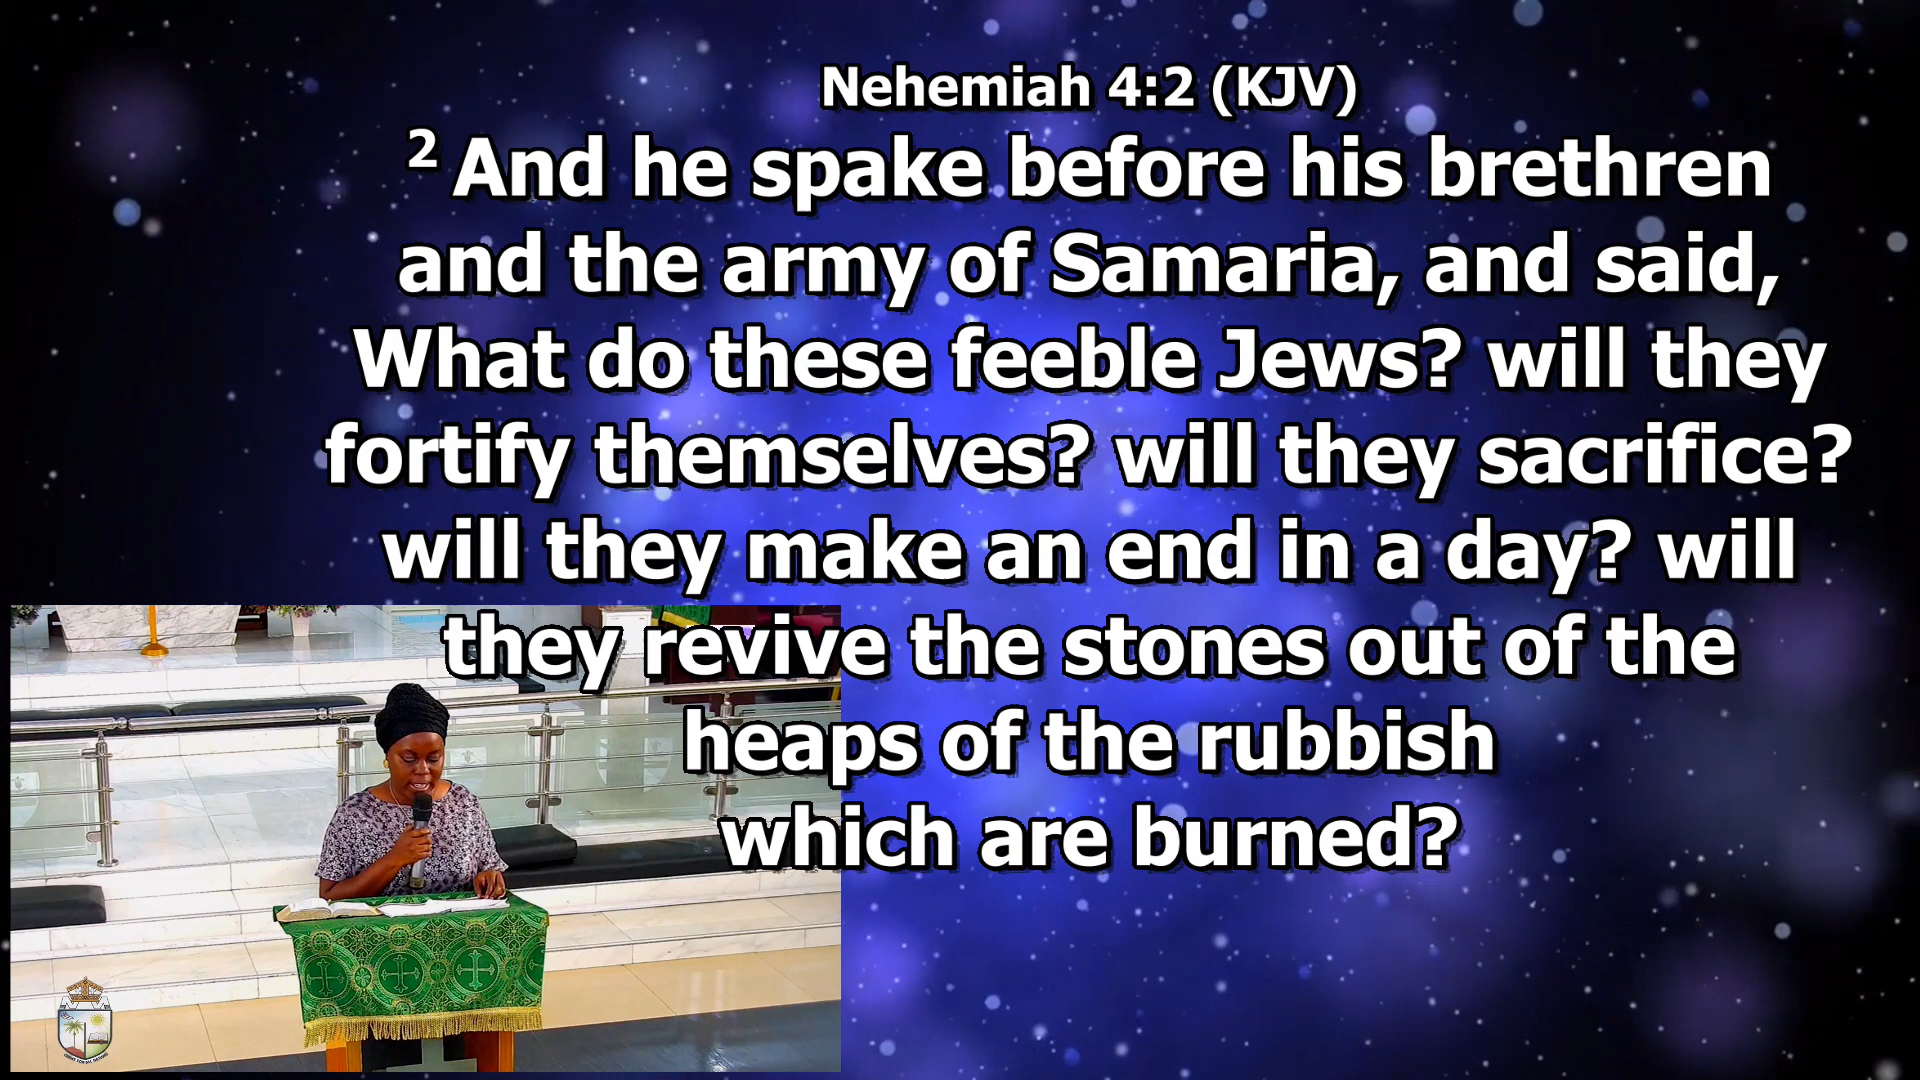 Nehemiah 4:2 (KJV)
2 And he spake before his brethren
and the army of Samaria, and said,
What do these feeble Jews? will they
fortify themselves? will they sacrifice?
will they make an end in a day? will
they revive the stones out of the
heaps of the rubbish
which are burned?